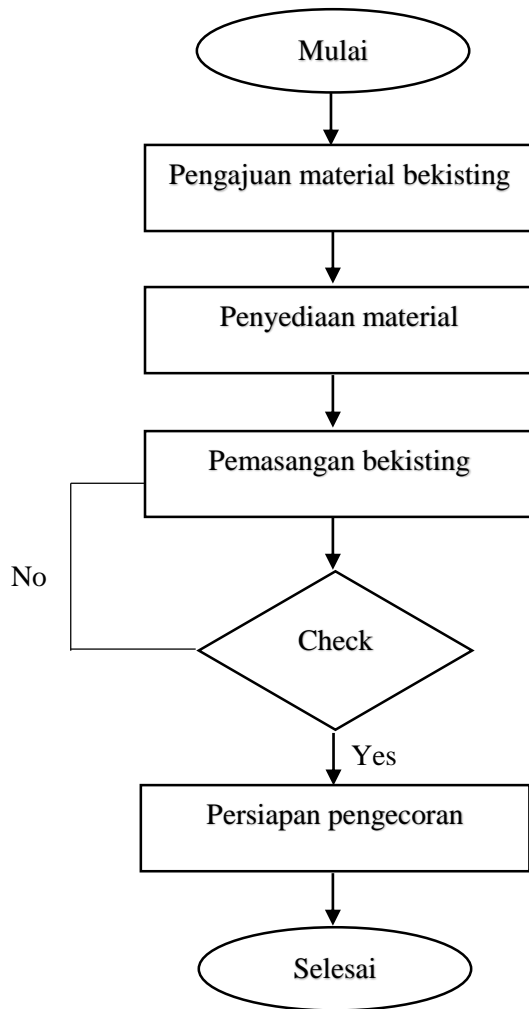 Mulai
Pengajuan material bekisting
Penyediaan material
Pemasangan bekisting
No
Check
Yes
Persiapan pengecoran
Selesai